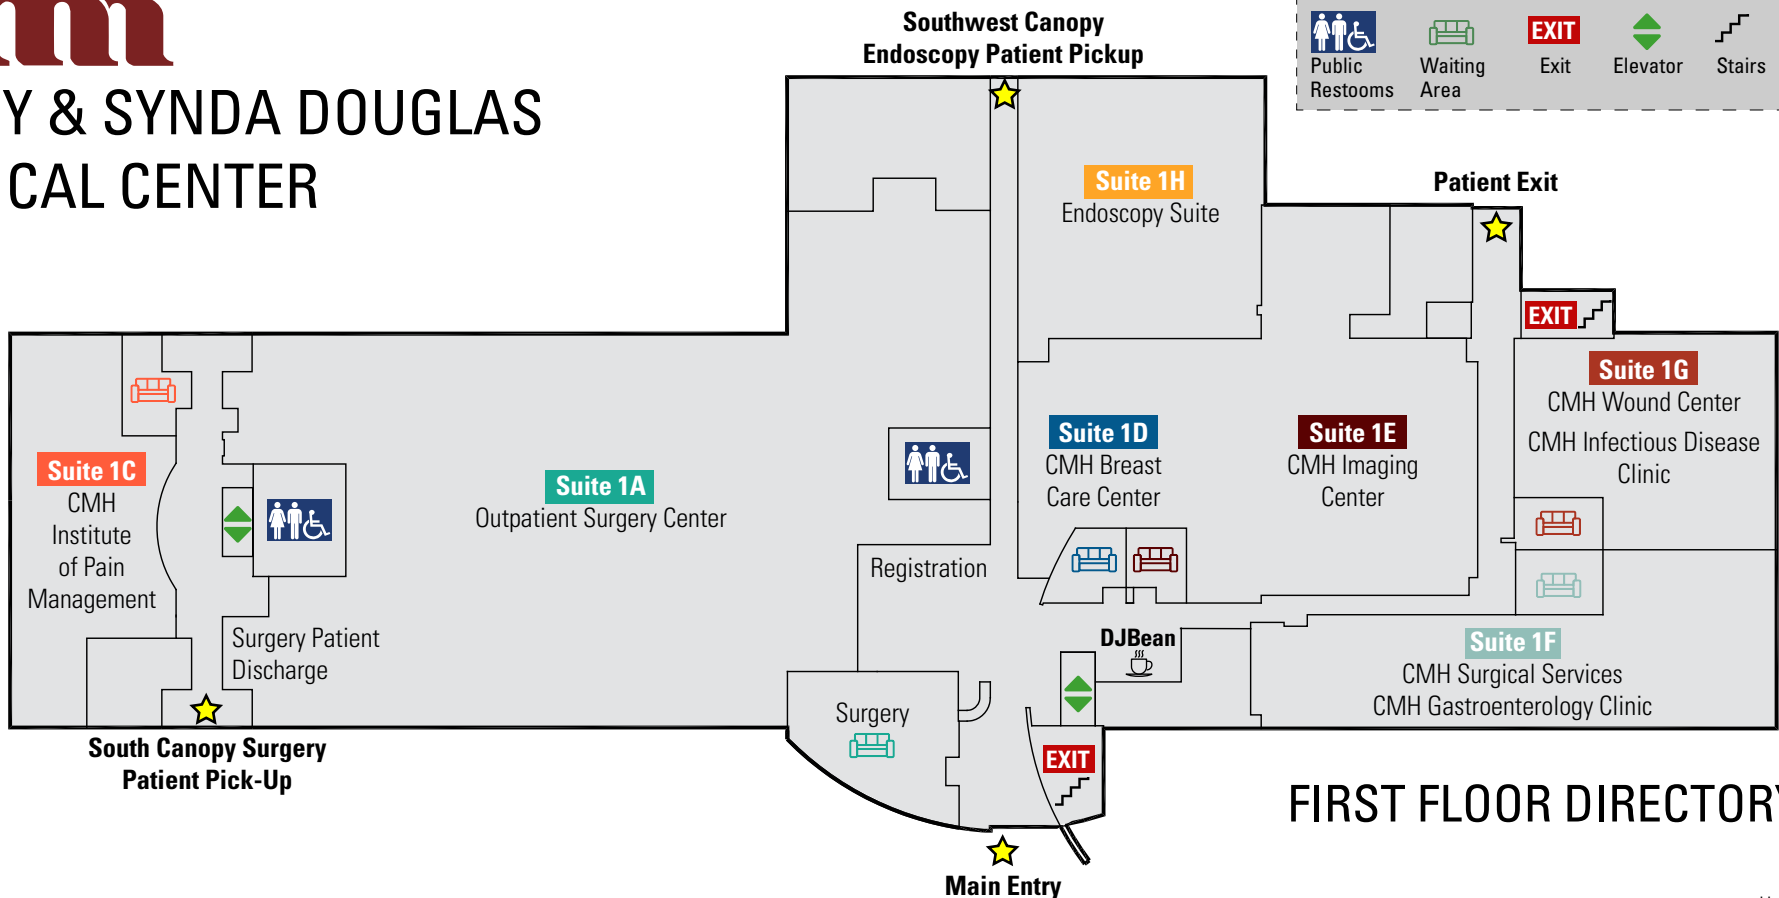 m
Y & SYNDA DOUGLAS
CAL CENTER
Southwest Canopy
Endoscopy Patient Pickup
Public
Restooms
Waiting
Area
EXIT
Exit
Elevator
Stairs
Patient Exit
Suite 1H
Endoscopy Suite
EXIT
Suite 1G
CMH Wound Center
CMH Infectious Disease
Clinic
Suite 1D
CMH Breast
Care Center
Suite 1E
CMH Imaging
Center
Suite 1C
CMH
Institute
of Pain
Management
Suite 1A
Outpatient Surgery Center
Registration
Surgery Patient
Discharge
DJBean
Suite 1F
CMH Surgical Services
CMH Gastroenterology Clinic
Surgery
EXIT
South Canopy Surgery
Patient Pick-Up
Main Entry
FIRST FLOOR DIRECTORY